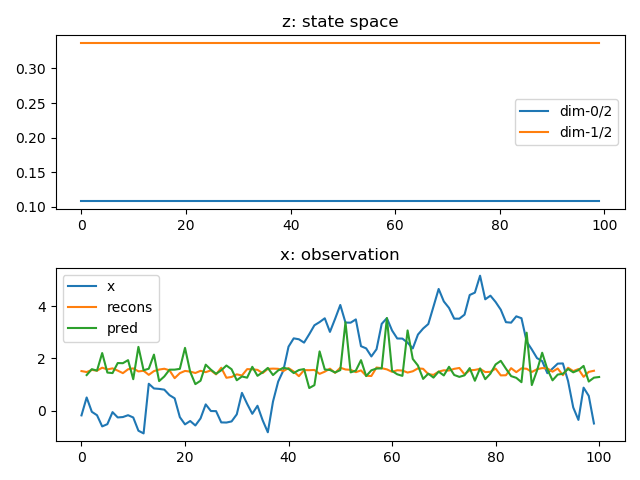 z: state space
0.30
0.25
0.20
0.15
0.10
dim-0/2
dim-1/2
0 20 40 60 80 100
x: observation
4
2
0
x
recons
pred
0 20 40 60 80 100